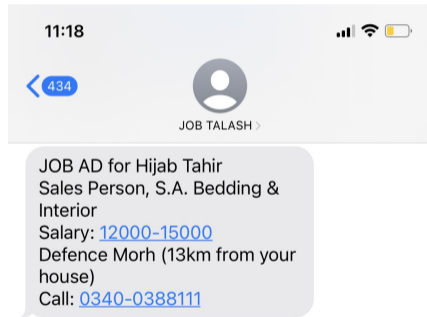 11:18
434
JOB TALASH
JOB AD for Hijab Tahir
Sales Person, S.A. Bedding &
Interior
Salary: 12000-15000
Defence Morh (13km from your
house)
Call: 0340-0388111